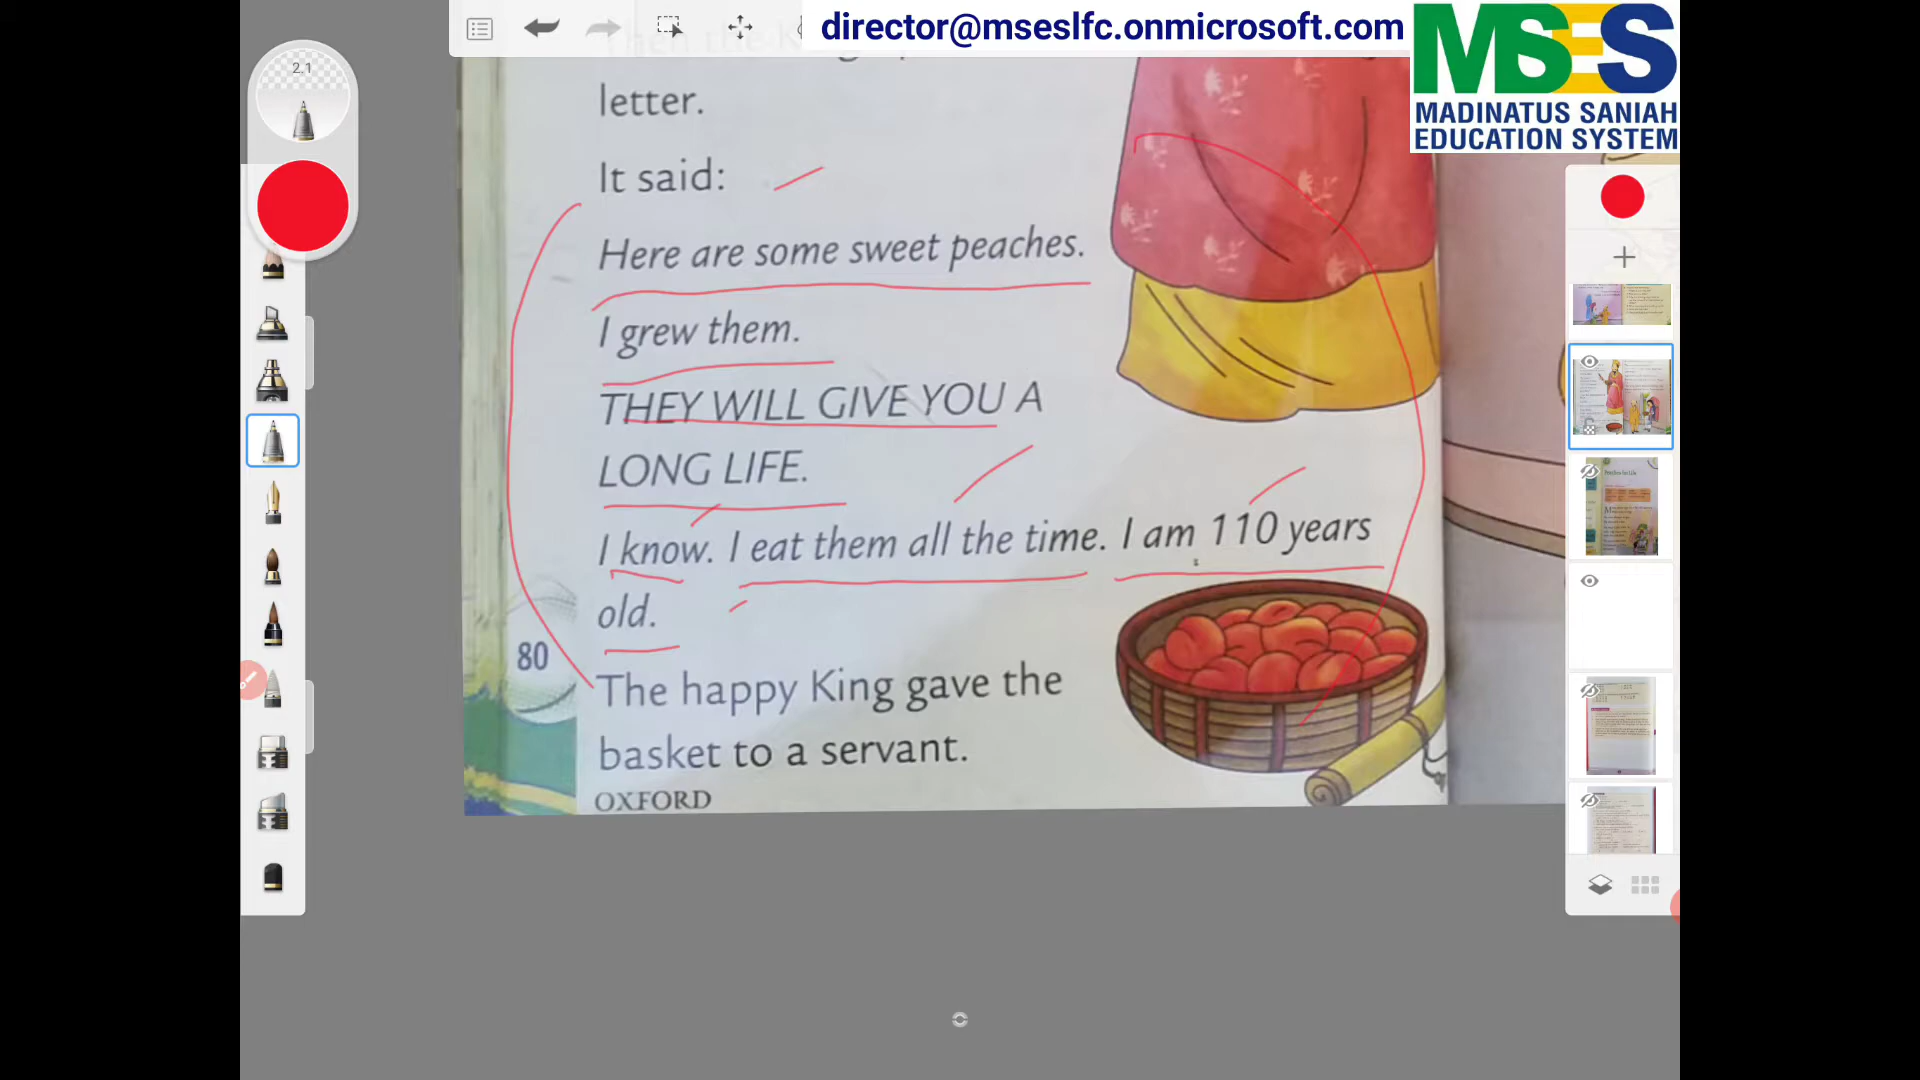 director@mseslfc.onmicrosoft.com
MSES
MADINATUS SANIAH
EDUCATION SYSTEM
2.1
letter.
It said:
Here are some sweet peaches.
I grew them.
THEY WILL GIVE YOU A
LONG LIFE.
I know. I eat them all the time. I am 110 years
old.
80
The happy King gave the
basket to a servant.
OXFORD